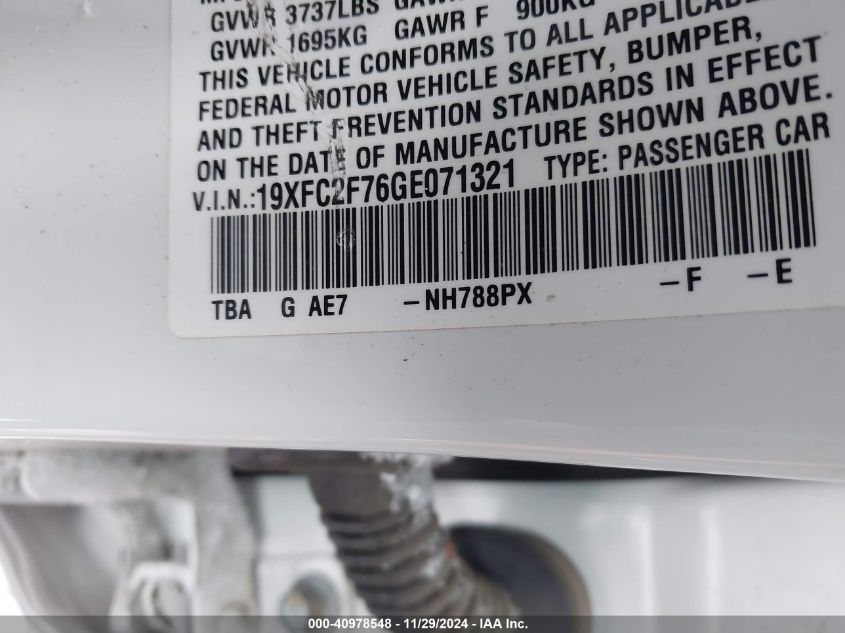 GVWR 3737LBS GAWR
GVWR 1695KG GAWR F 900KG
THIS VEHICLE CONFORMS TO ALL APPLICABLE
FEDERAL MOTOR VEHICLE SAFETY, BUMPER,
AND THEFT PREVENTION STANDARDS IN EFFECT
ON THE DATE OF MANUFACTURE SHOWN ABOVE.
V.I.N.:19XFC2F76GE071321 TYPE: PASSENGER CAR
TBA G AE7 -NH788PX -F -E
000-40978548 - 11/29/2024 - IAA Inc.